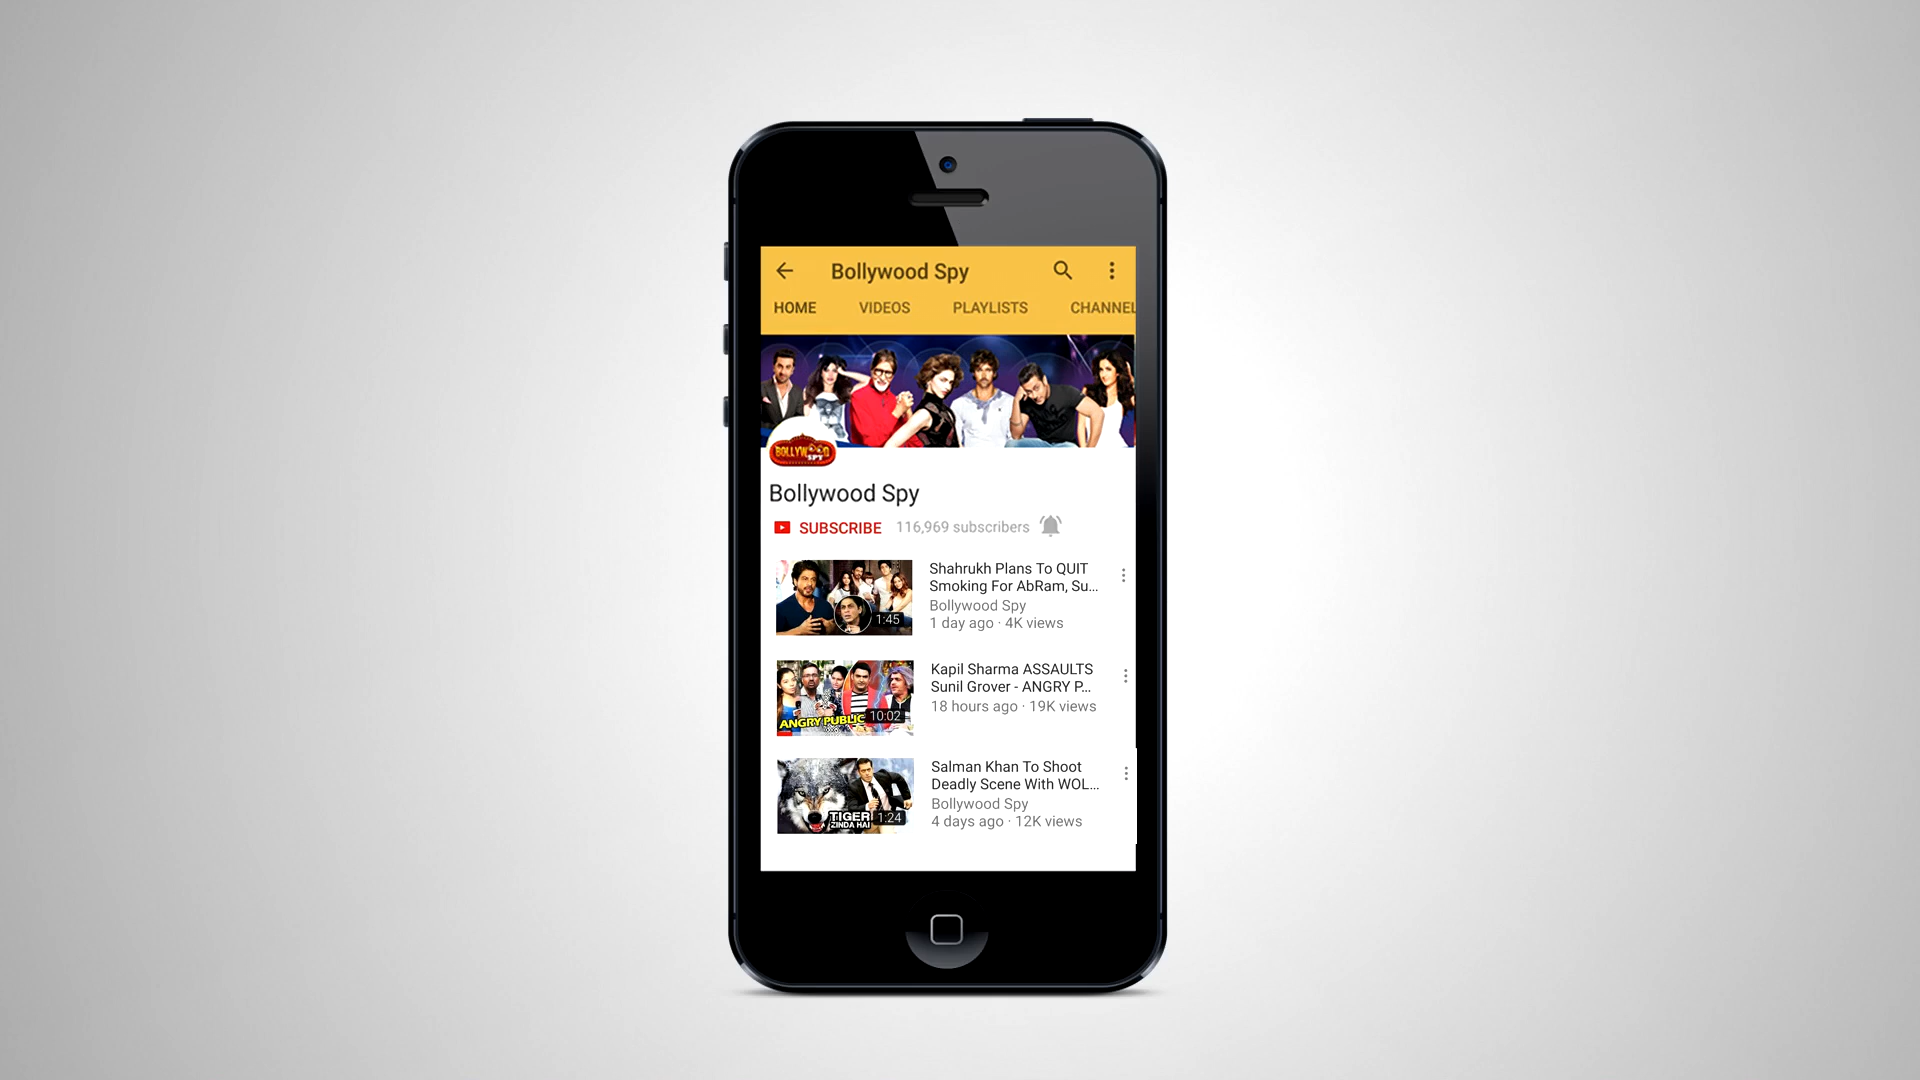 Bollywood Spy
HOME VIDEOS PLAYLISTS CHANNEL
BOLLYWOOD
SPY
Bollywood Spy
SUBSCRIBE 116,969 subscribers
Shahrukh Plans To QUIT
Smoking For AbRam, Su...
Bollywood Spy
1 day ago · 4K views
1:45
Kapil Sharma ASSAULTS
Sunil Grover - ANGRY P...
18 hours ago · 19K views
ANGRY PUBLIC
10:02
Salman Khan To Shoot
Deadly Scene With WOL...
Bollywood Spy
4 days ago · 12K views
TIGER
ZINDA HAI
1:24